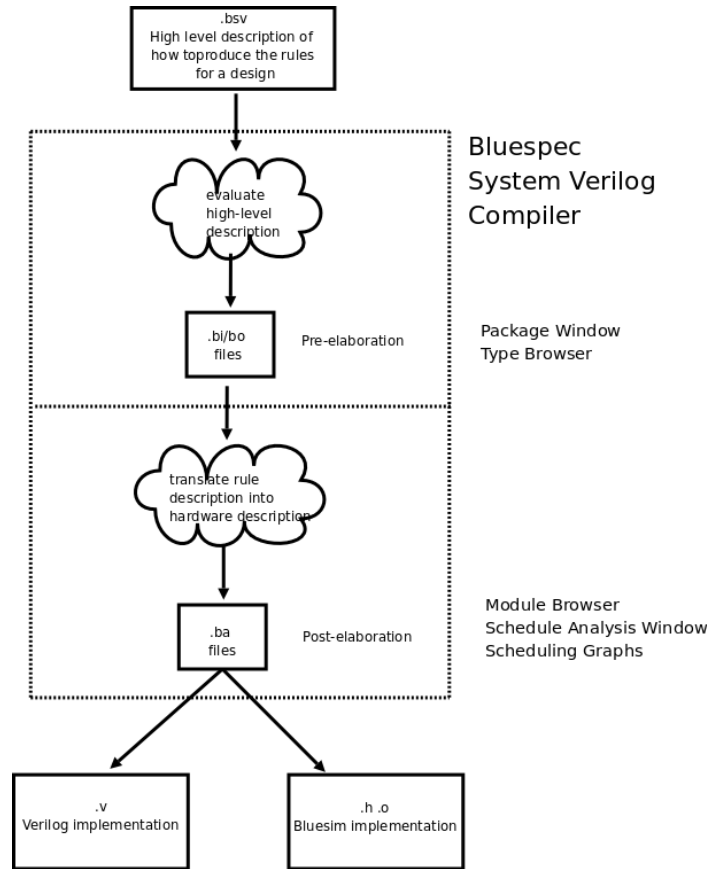 .bsv
High level description of
how toproduce the rules
for a design
Bluespec
System Verilog
Compiler
evaluate
high-level
description
.bi/bo
files
Pre-elaboration
Package Window
Type Browser
translate rule
description into
hardware description
.ba
files
Post-elaboration
Module Browser
Schedule Analysis Window
Scheduling Graphs
.v
Verilog implementation
.h .o
Bluesim implementation